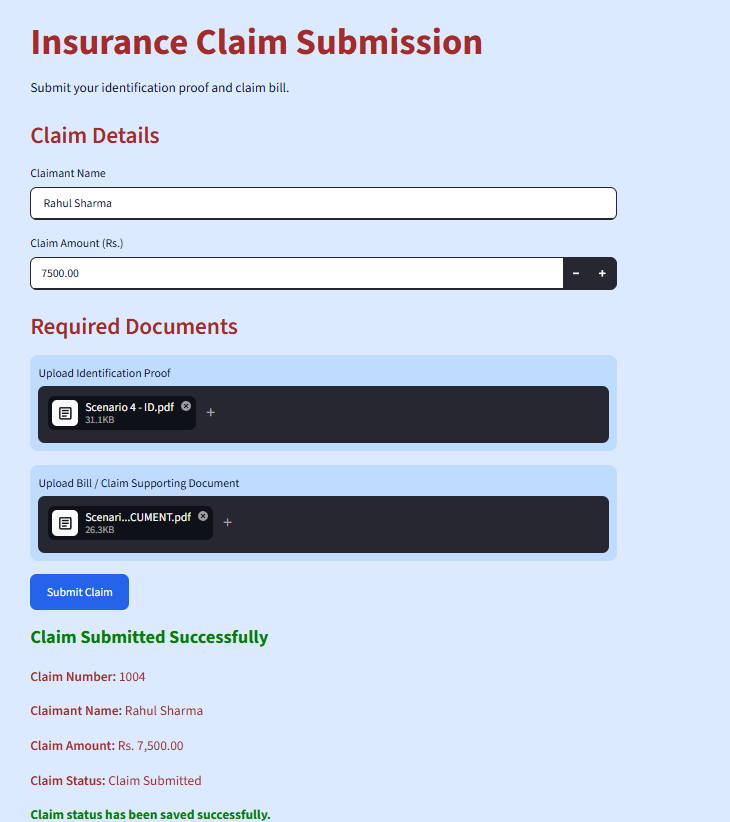 Insurance Claim Submission
Submit your identification proof and claim bill.
Claim Details
Claimant Name
Rahul Sharma
Claim Amount (Rs.)
7500.00
− +
Required Documents
Upload Identification Proof
Scenario 4 - ID.pdf
31.1KB
+
Upload Bill / Claim Supporting Document
Scenari...CUMENT.pdf
26.3KB
+
Submit Claim
Claim Submitted Successfully
Claim Number: 1004
Claimant Name: Rahul Sharma
Claim Amount: Rs. 7,500.00
Claim Status: Claim Submitted
Claim status has been saved successfully.